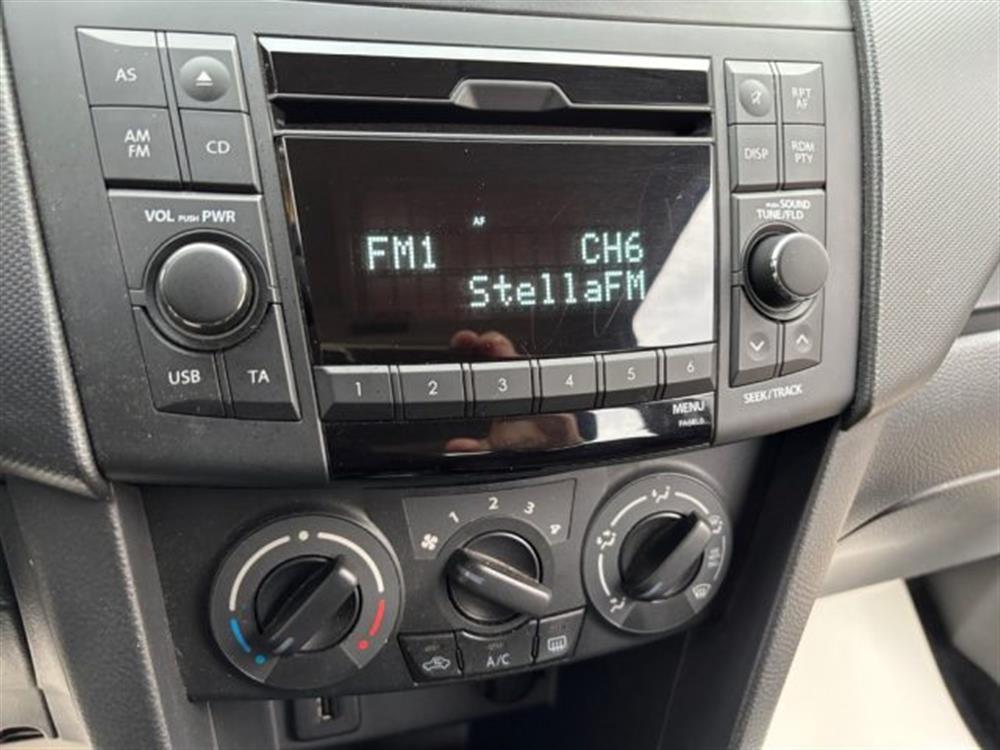 AS
AM
FM
CD
VOL PUSH PWR
USB
TA
AF
FM1 CH6
StellaFM
1 2 3 4 5 6
MENU
RPT
AF
DISP
RDM
PTY
PUSH SOUND
TUNE/FLD
SEEK/TRACK
1 2 3 4
A/C